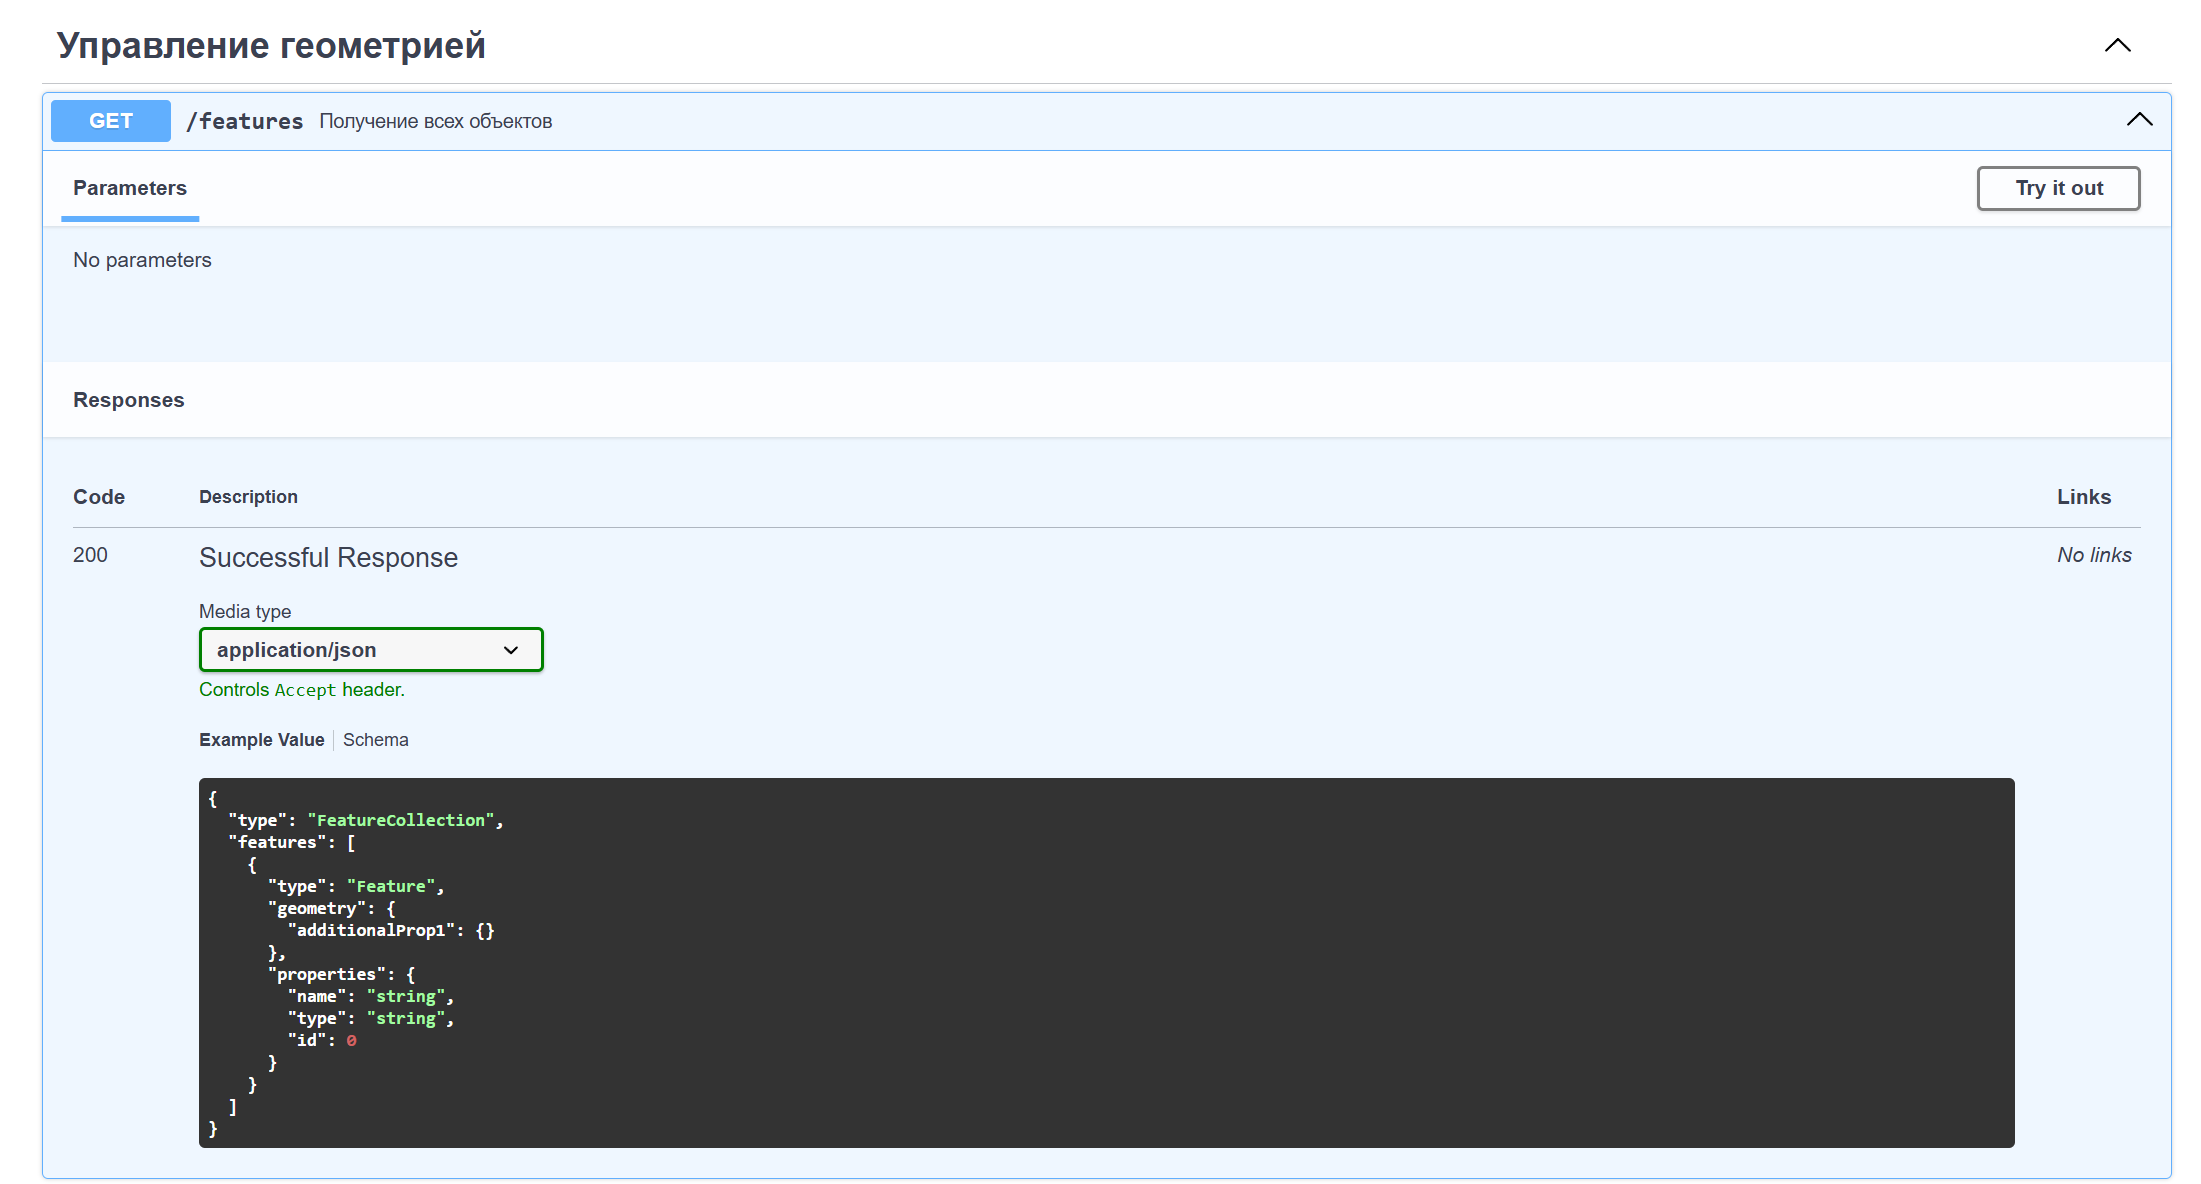 Управление геометрией
GET /features Получение всех объектов
Parameters
Try it out
No parameters
Responses
Code Description Links
200 Successful Response No links
Media type
application/json
Controls Accept header.
Example Value Schema
{
  "type": "FeatureCollection",
  "features": [
    {
      "type": "Feature",
      "geometry": {
        "additionalProp1": {}
      },
      "properties": {
        "name": "string",
        "type": "string",
        "id": 0
      }
    }
  ]
}